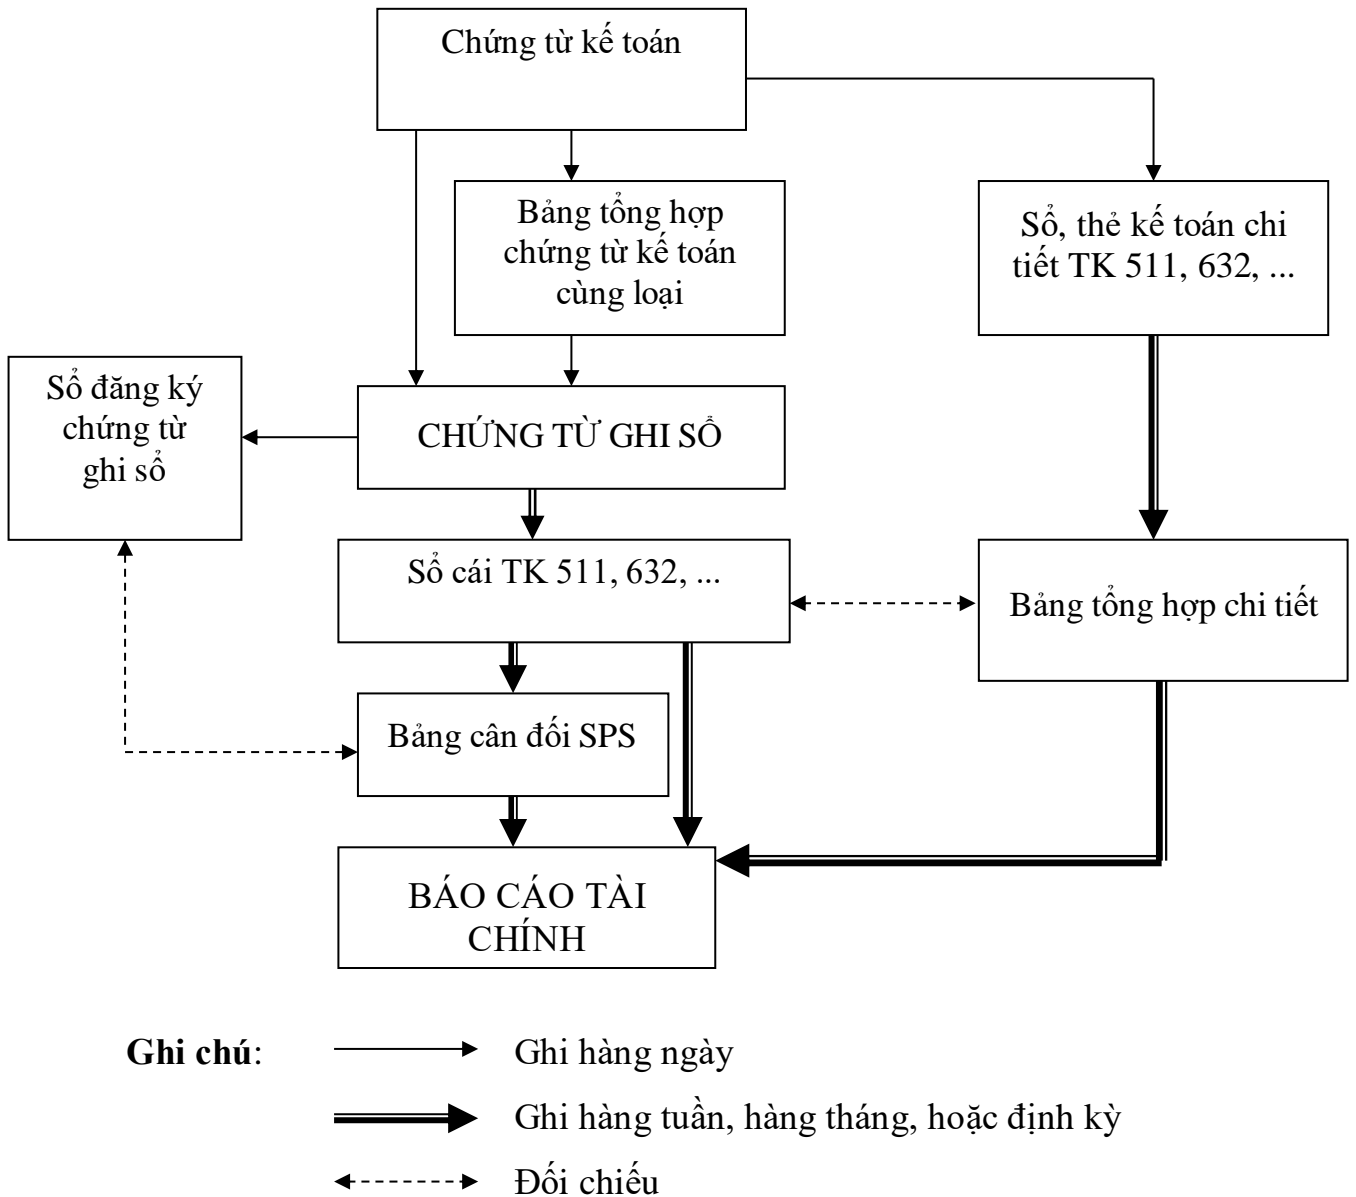 Chứng từ kế toán
Bảng tổng hợp
chứng từ kế toán
cùng loại
Sổ, thẻ kế toán chi
tiết TK 511, 632, ...
Sổ đăng ký
chứng từ
ghi sổ
CHỨNG TỪ GHI SỔ
Sổ cái TK 511, 632, ...
Bảng tổng hợp chi tiết
Bảng cân đối SPS
BÁO CÁO TÀI
CHÍNH
Ghi chú:
Ghi hàng ngày
Ghi hàng tuần, hàng tháng, hoặc định kỳ
Đối chiếu